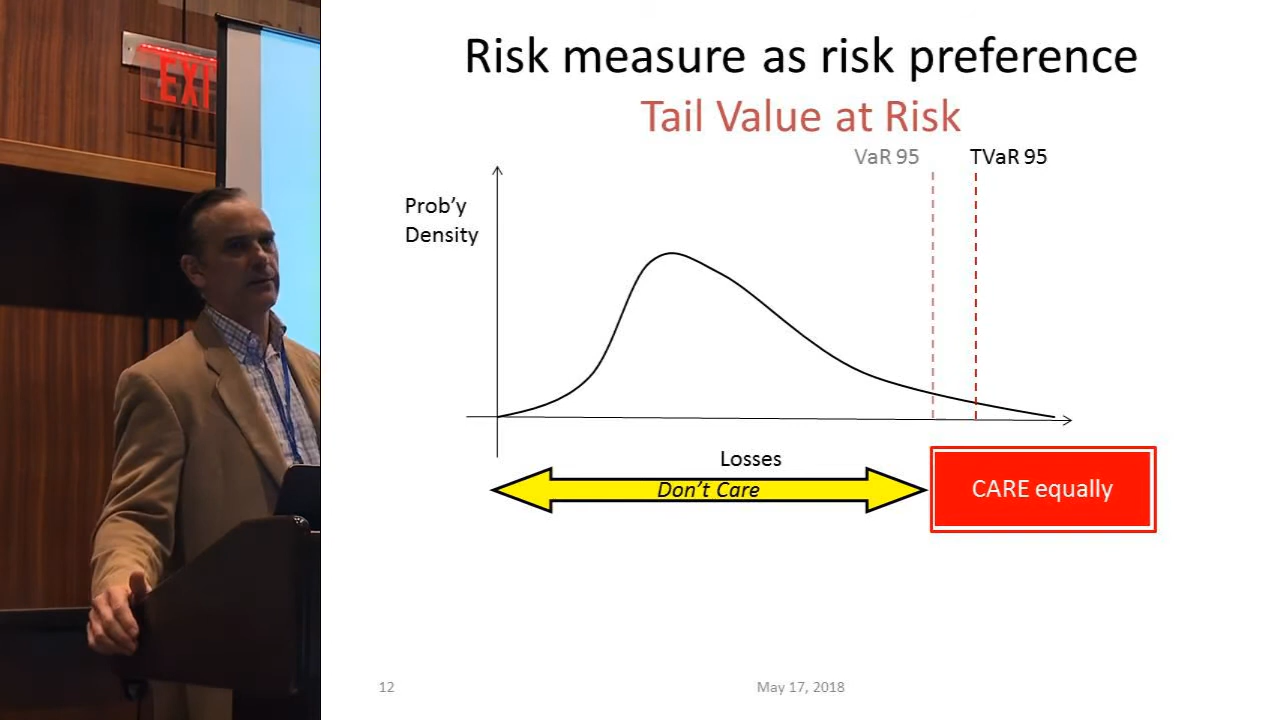 EXI
Risk measure as risk preference
Tail Value at Risk
VaR 95
TVaR 95
Prob’y
Density
Losses
Don’t Care
CARE equally
12
May 17, 2018